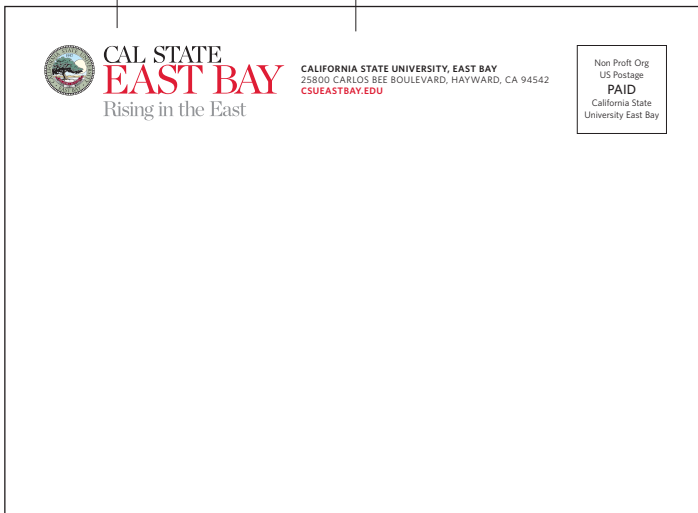 CAL STATE
EAST BAY
Rising in the East
CALIFORNIA STATE UNIVERSITY, EAST BAY
25800 CARLOS BEE BOULEVARD, HAYWARD, CA 94542
CSUEASTBAY.EDU
Non Proft Org
US Postage
PAID
California State
University East Bay